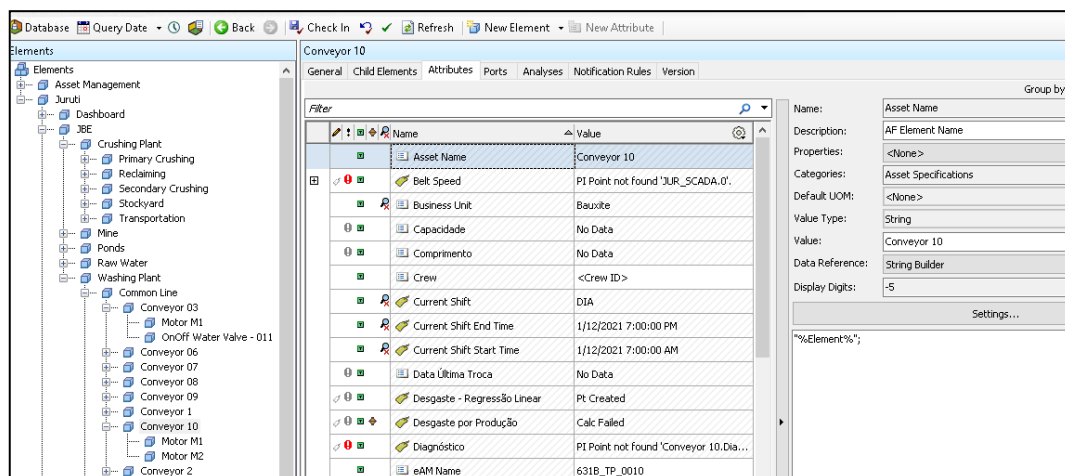 Database Query Date Back Check In Refresh New Element New Attribute
Elements
Elements
Asset Management
Juruti
Dashboard
JBE
Crushing Plant
Primary Crushing
Reclaiming
Secondary Crushing
Stockyard
Transportation
Mine
Ponds
Raw Water
Washing Plant
Common Line
Conveyor 03
Motor M1
OnOff Water Valve - 011
Conveyor 06
Conveyor 07
Conveyor 08
Conveyor 09
Conveyor 1
Conveyor 10
Motor M1
Motor M2
Conveyor 2
Conveyor 10
General Child Elements Attributes Ports Analyses Notification Rules Version
Group by
Filter
Name Value
Asset Name Conveyor 10
Belt Speed PI Point not found 'JUR_SCADA.0'.
Business Unit Bauxite
Capacidade No Data
Comprimento No Data
Crew <Crew ID>
Current Shift DIA
Current Shift End Time 1/12/2021 7:00:00 PM
Current Shift Start Time 1/12/2021 7:00:00 AM
Data Última Troca No Data
Desgaste - Regressão Linear Pt Created
Desgaste por Produção Calc Failed
Diagnóstico PI Point not found 'Conveyor 10.Dia...
eAM Name 631B_TP_0010
Name: Asset Name
Description: AF Element Name
Properties: <None>
Categories: Asset Specifications
Default UOM: <None>
Value Type: String
Value: Conveyor 10
Data Reference: String Builder
Display Digits: -5
Settings...
"%Element%";